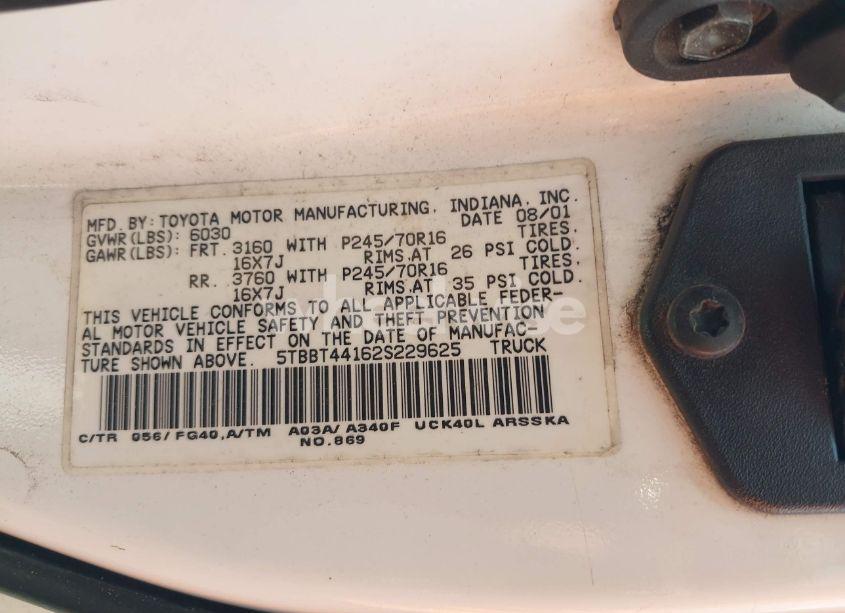 MFD. BY: TOYOTA MOTOR MANUFACTURING, INDIANA, INC.
GVWR(LBS): 6030 DATE 08/01
GAWR(LBS): FRT. 3160 WITH P245/70R16 TIRES,
16X7J RIMS,AT 26 PSI COLD.
RR. 3760 WITH P245/70R16 TIRES,
16X7J RIMS,AT 35 PSI COLD.
THIS VEHICLE CONFORMS TO ALL APPLICABLE FEDER-
AL MOTOR VEHICLE SAFETY AND THEFT PREVENTION
STANDARDS IN EFFECT ON THE DATE OF MANUFAC-
TURE SHOWN ABOVE. 5TBBT44162S229625 TRUCK
C/TR 056/FG40,A/TM A03A/A340F UCK40L ARSSKA
NO.869